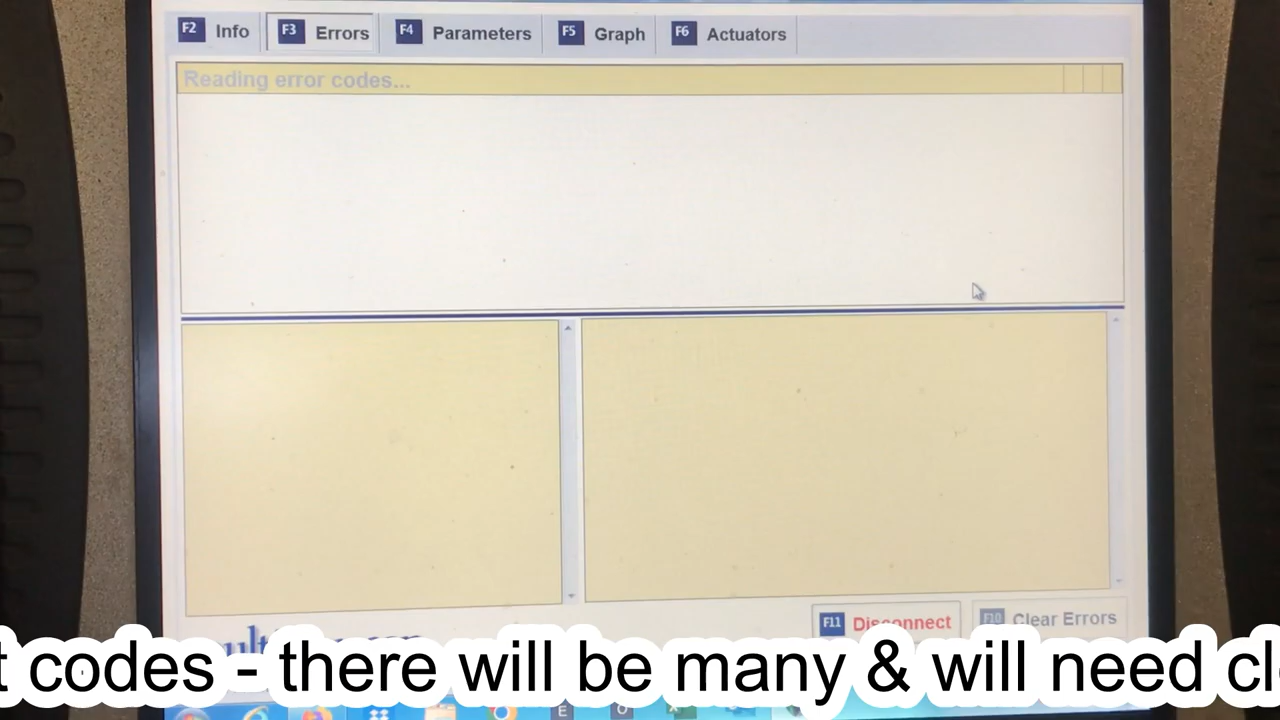 F2 Info F3 Errors F4 Parameters F5 Graph F6 Actuators
Reading error codes...
F11 Disconnect F10 Clear Errors
codes - there will be many & will need